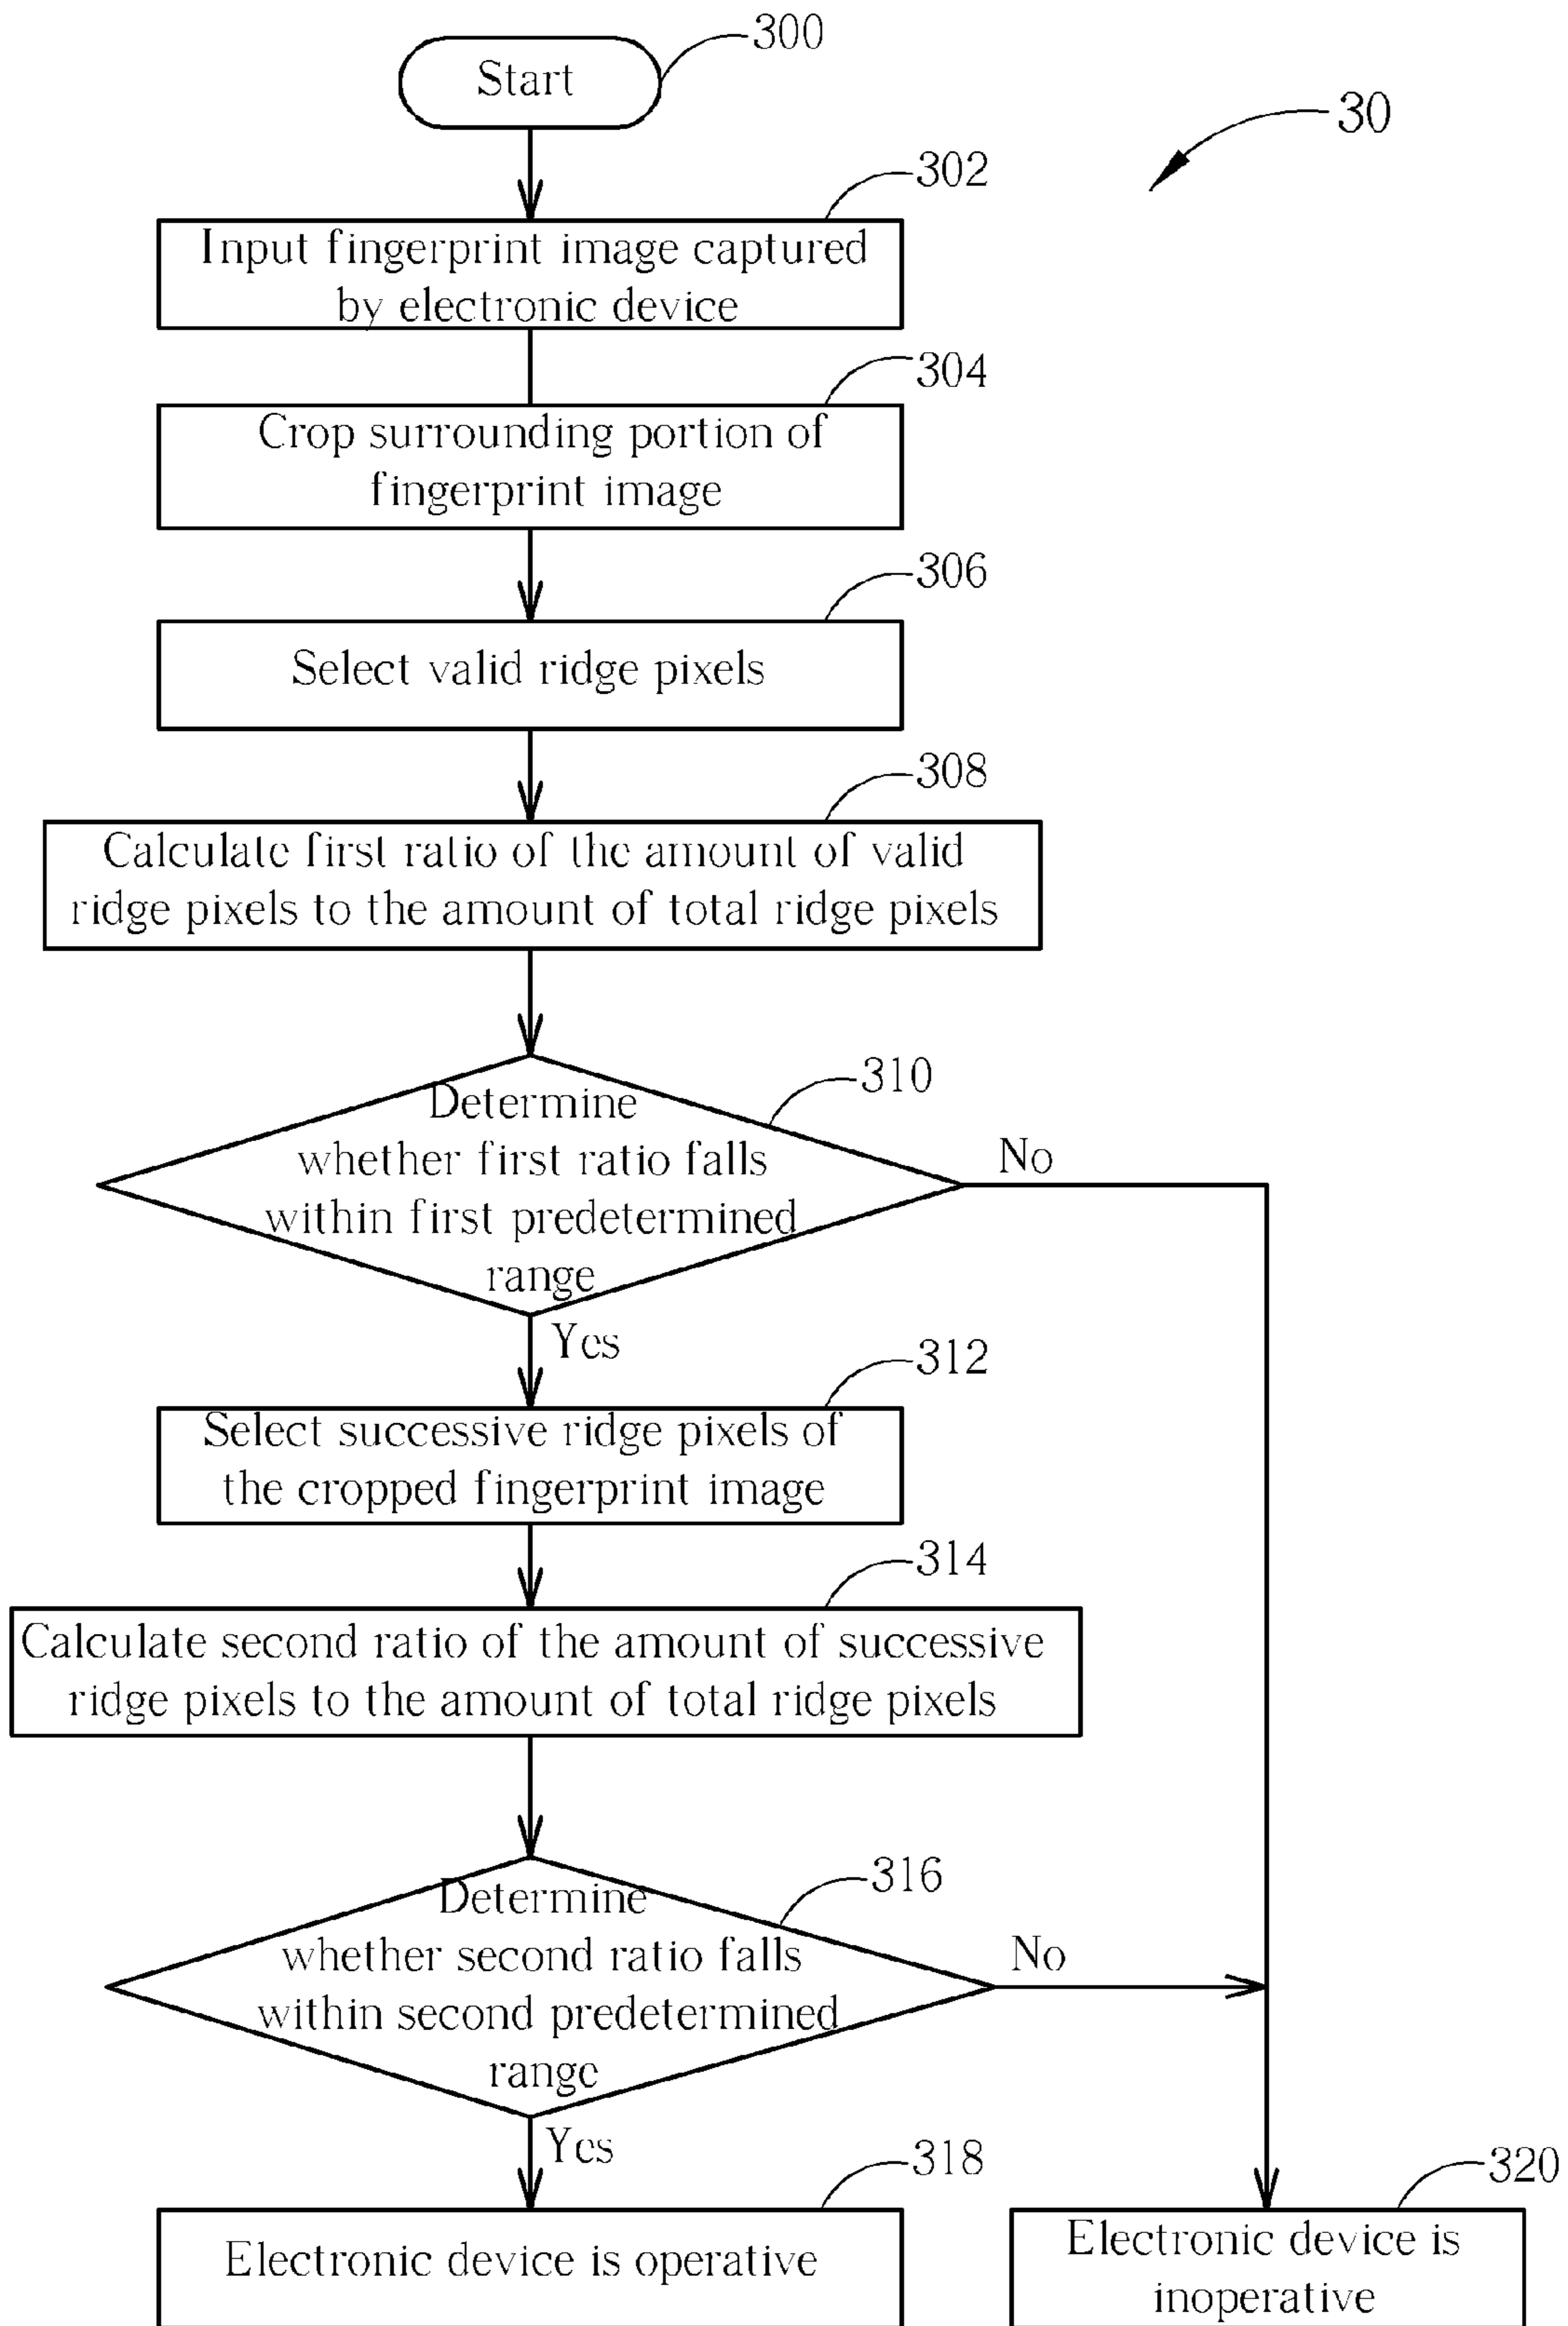 300
Start
30
302
Input fingerprint image captured
by electronic device
304
Crop surrounding portion of
fingerprint image
306
Select valid ridge pixels
308
Calculate first ratio of the amount of valid
ridge pixels to the amount of total ridge pixels
310
Determine
whether first ratio falls
within first predetermined
range
No
Yes
312
Select successive ridge pixels of
the cropped fingerprint image
314
Calculate second ratio of the amount of successive
ridge pixels to the amount of total ridge pixels
316
Determine
whether second ratio falls
within second predetermined
range
No
Yes
318
Electronic device is operative
320
Electronic device is
inoperative